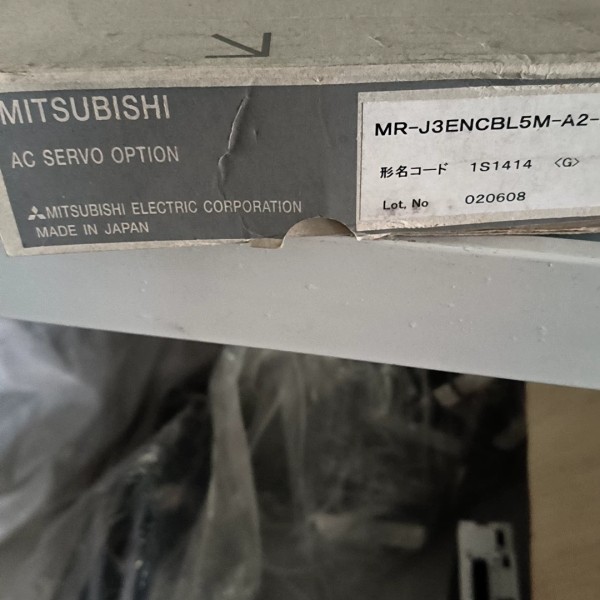 MITSUBISHI
AC SERVO OPTION
MITSUBISHI ELECTRIC CORPORATION
MADE IN JAPAN
MR-J3ENCBL5M-A2-
形名コード 1S1414 <G>
Lot. No 020608